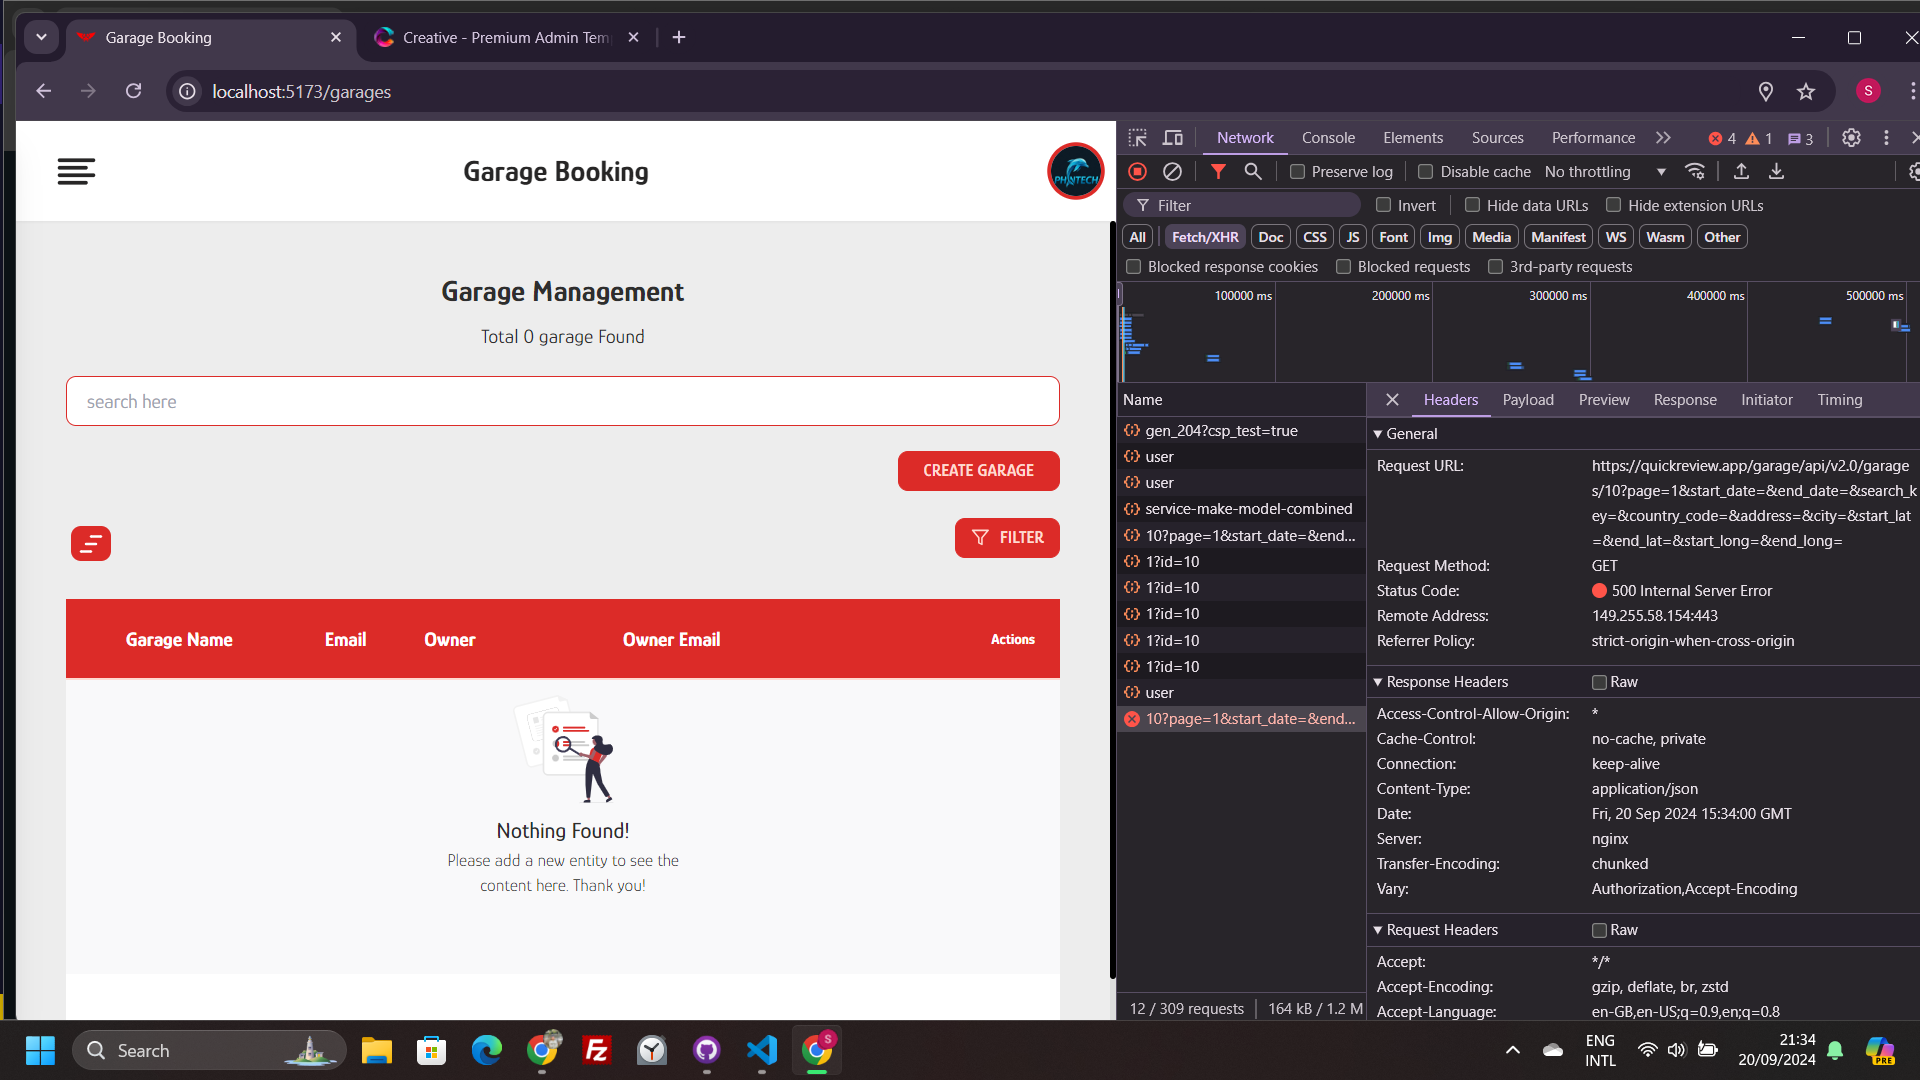 Garage Booking
Creative - Premium Admin Tem
localhost:5173/garages
S
Garage Booking
PHINTECH
Garage Management
Total 0 garage Found
search here
CREATE GARAGE
FILTER
Garage Name Email Owner Owner Email Actions
Nothing Found!
Please add a new entity to see the
content here. Thank you!
Network Console Elements Sources Performance 4 1 3
Preserve log Disable cache No throttling
Filter Invert Hide data URLs Hide extension URLs
All Fetch/XHR Doc CSS JS Font Img Media Manifest WS Wasm Other
Blocked response cookies Blocked requests 3rd-party requests
100000 ms 200000 ms 300000 ms 400000 ms 500000 ms
Name
gen_204?csp_test=true
user
user
service-make-model-combined
10?page=1&start_date=&end...
1?id=10
1?id=10
1?id=10
1?id=10
1?id=10
user
10?page=1&start_date=&end...
12 / 309 requests 164 kB / 1.2 M
Headers Payload Preview Response Initiator Timing
General
Request URL: https://quickreview.app/garage/api/v2.0/garage
s/10?page=1&start_date=&end_date=&search_k
ey=&country_code=&address=&city=&start_lat
=&end_lat=&start_long=&end_long=
Request Method: GET
Status Code: 500 Internal Server Error
Remote Address: 149.255.58.154:443
Referrer Policy: strict-origin-when-cross-origin
Response Headers Raw
Access-Control-Allow-Origin: *
Cache-Control: no-cache, private
Connection: keep-alive
Content-Type: application/json
Date: Fri, 20 Sep 2024 15:34:00 GMT
Server: nginx
Transfer-Encoding: chunked
Vary: Authorization,Accept-Encoding
Request Headers Raw
Accept: */*
Accept-Encoding: gzip, deflate, br, zstd
Accept-Language: en-GB,en-US;q=0.9,en;q=0.8
Search
Fz
S
ENG
INTL
21:34
20/09/2024
PRE